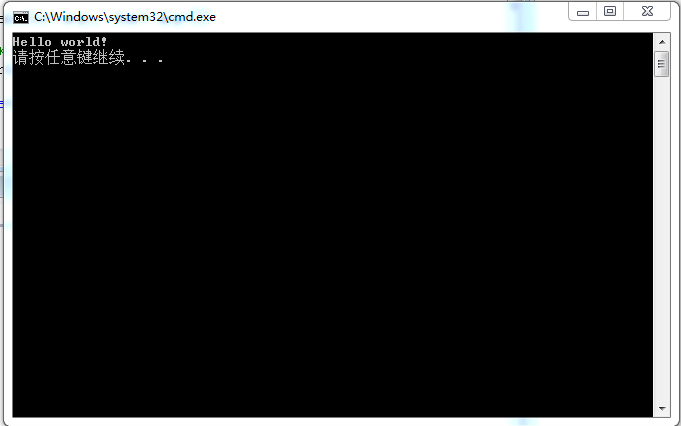 C:\Windows\system32\cmd.exe
Hello world!
请按任意键继续. . .